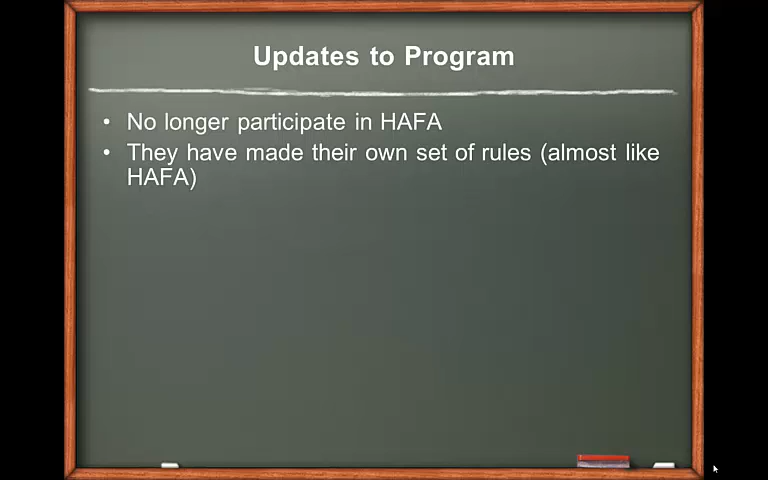 Updates to Program
• No longer participate in HAFA
• They have made their own set of rules (almost like
HAFA)